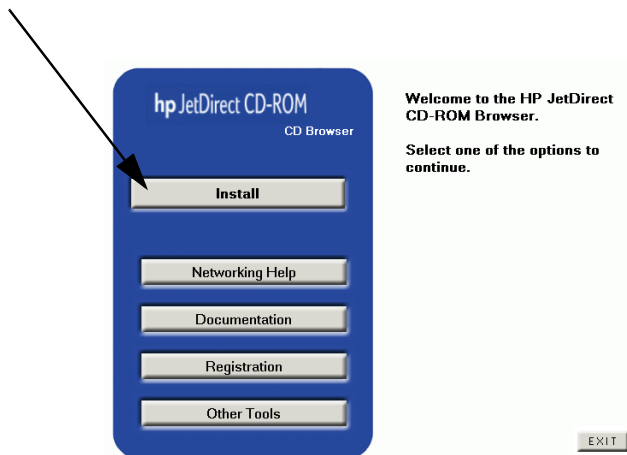 hp JetDirect CD-ROM
CD Browser
Install
Networking Help
Documentation
Registration
Other Tools
Welcome to the HP JetDirect
CD-ROM Browser.
Select one of the options to
continue.
EXIT